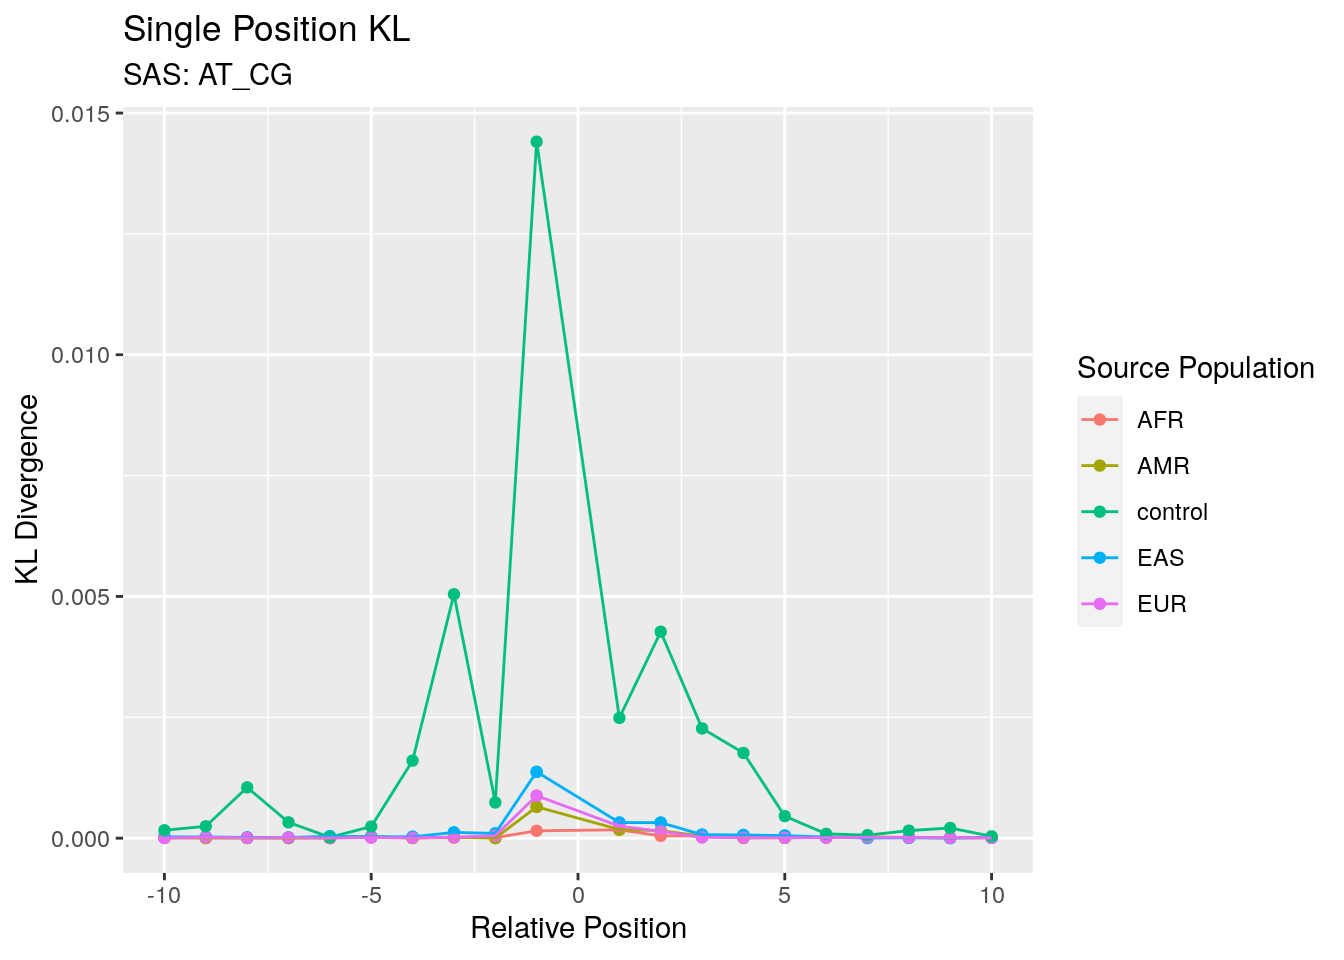 Single Position KL
SAS: AT_CG
0.015
0.010
0.005
0.000
KL Divergence
-10
-5
0
5
10
Relative Position
Source Population
AFR
AMR
control
EAS
EUR